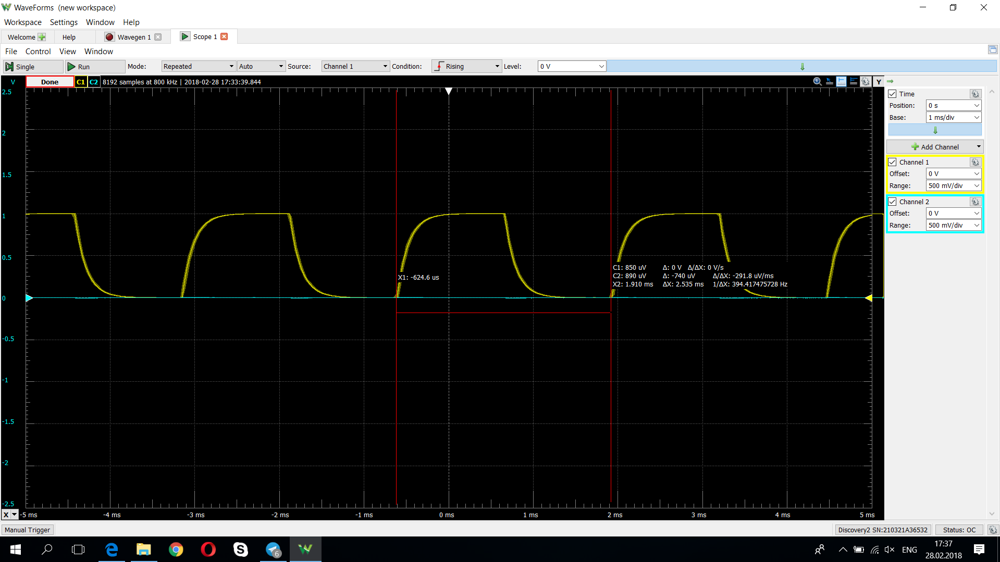 WaveForms (new workspace)
Workspace Settings Window Help
Welcome Help Wavegen 1 Scope 1
File Control View Window
Single Run Mode: Repeated Auto Source: Channel 1 Condition: Rising Level: 0 V
V Done C1 C2 8192 samples at 800 kHz | 2018-02-28 17:33:39.844 Y
2.5
2
1.5
1
0.5
0
-0.5
-1
-1.5
-2
-2.5
X1: -624.6 us
C1: 850 uV Δ: 0 V Δ/ΔX: 0 V/s
C2: 890 uV Δ: -740 uV Δ/ΔX: -291.8 uV/ms
X2: 1.910 ms ΔX: 2.535 ms 1/ΔX: 394.417475728 Hz
X -5 ms -4 ms -3 ms -2 ms -1 ms 0 ms 1 ms 2 ms 3 ms 4 ms 5 ms
Time
Position: 0 s
Base: 1 ms/div
Add Channel
Channel 1
Offset: 0 V
Range: 500 mV/div
Channel 2
Offset: 0 V
Range: 500 mV/div
Manual Trigger Discovery2 SN:210321A36532 Status: OC
6 ENG 17:37
28.02.2018